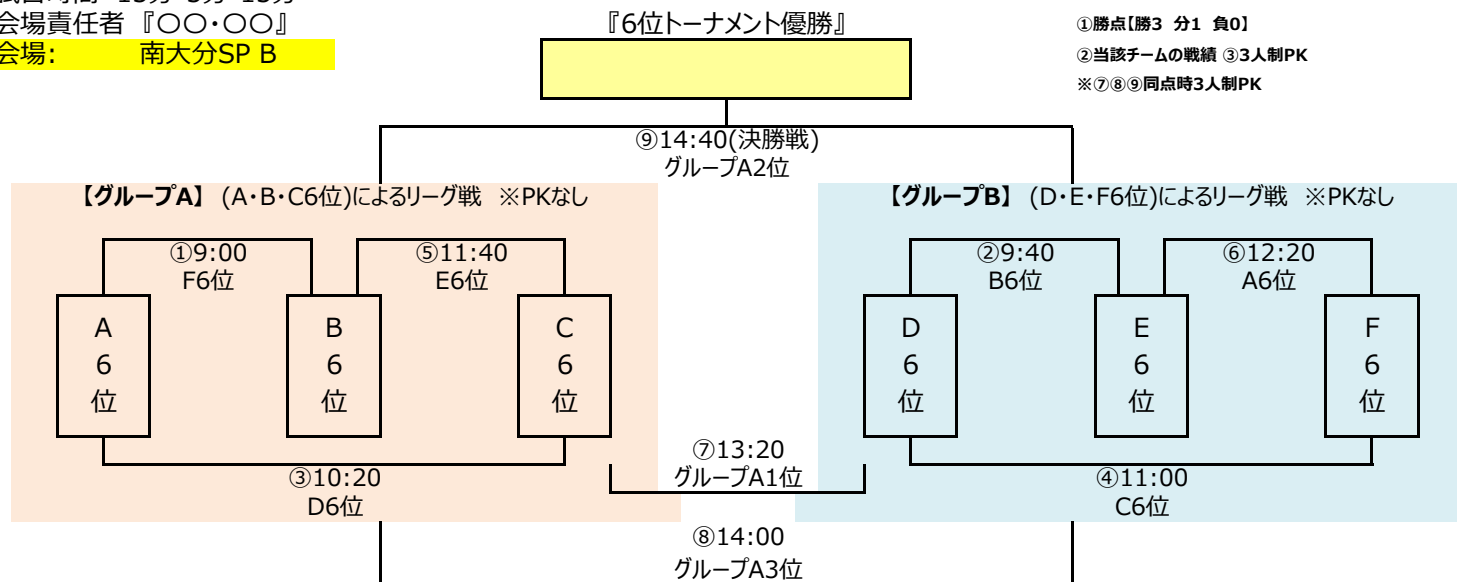 会場責任者 『〇〇・〇〇』
会場: 南大分SP B
『6位トーナメント優勝』
①勝点【勝3 分1 負0】
②当該チームの戦績 ③3人制PK
※⑦⑧⑨同点時3人制PK
⑨14:40(決勝戦)
グループA2位
【グループA】 (A・B・C6位)によるリーグ戦 ※PKなし
【グループB】 (D・E・F6位)によるリーグ戦 ※PKなし
①9:00
F6位
⑤11:40
E6位
②9:40
B6位
⑥12:20
A6位
A
6
位
B
6
位
C
6
位
D
6
位
E
6
位
F
6
位
⑦13:20
グループA1位
③10:20
D6位
④11:00
C6位
⑧14:00
グループA3位